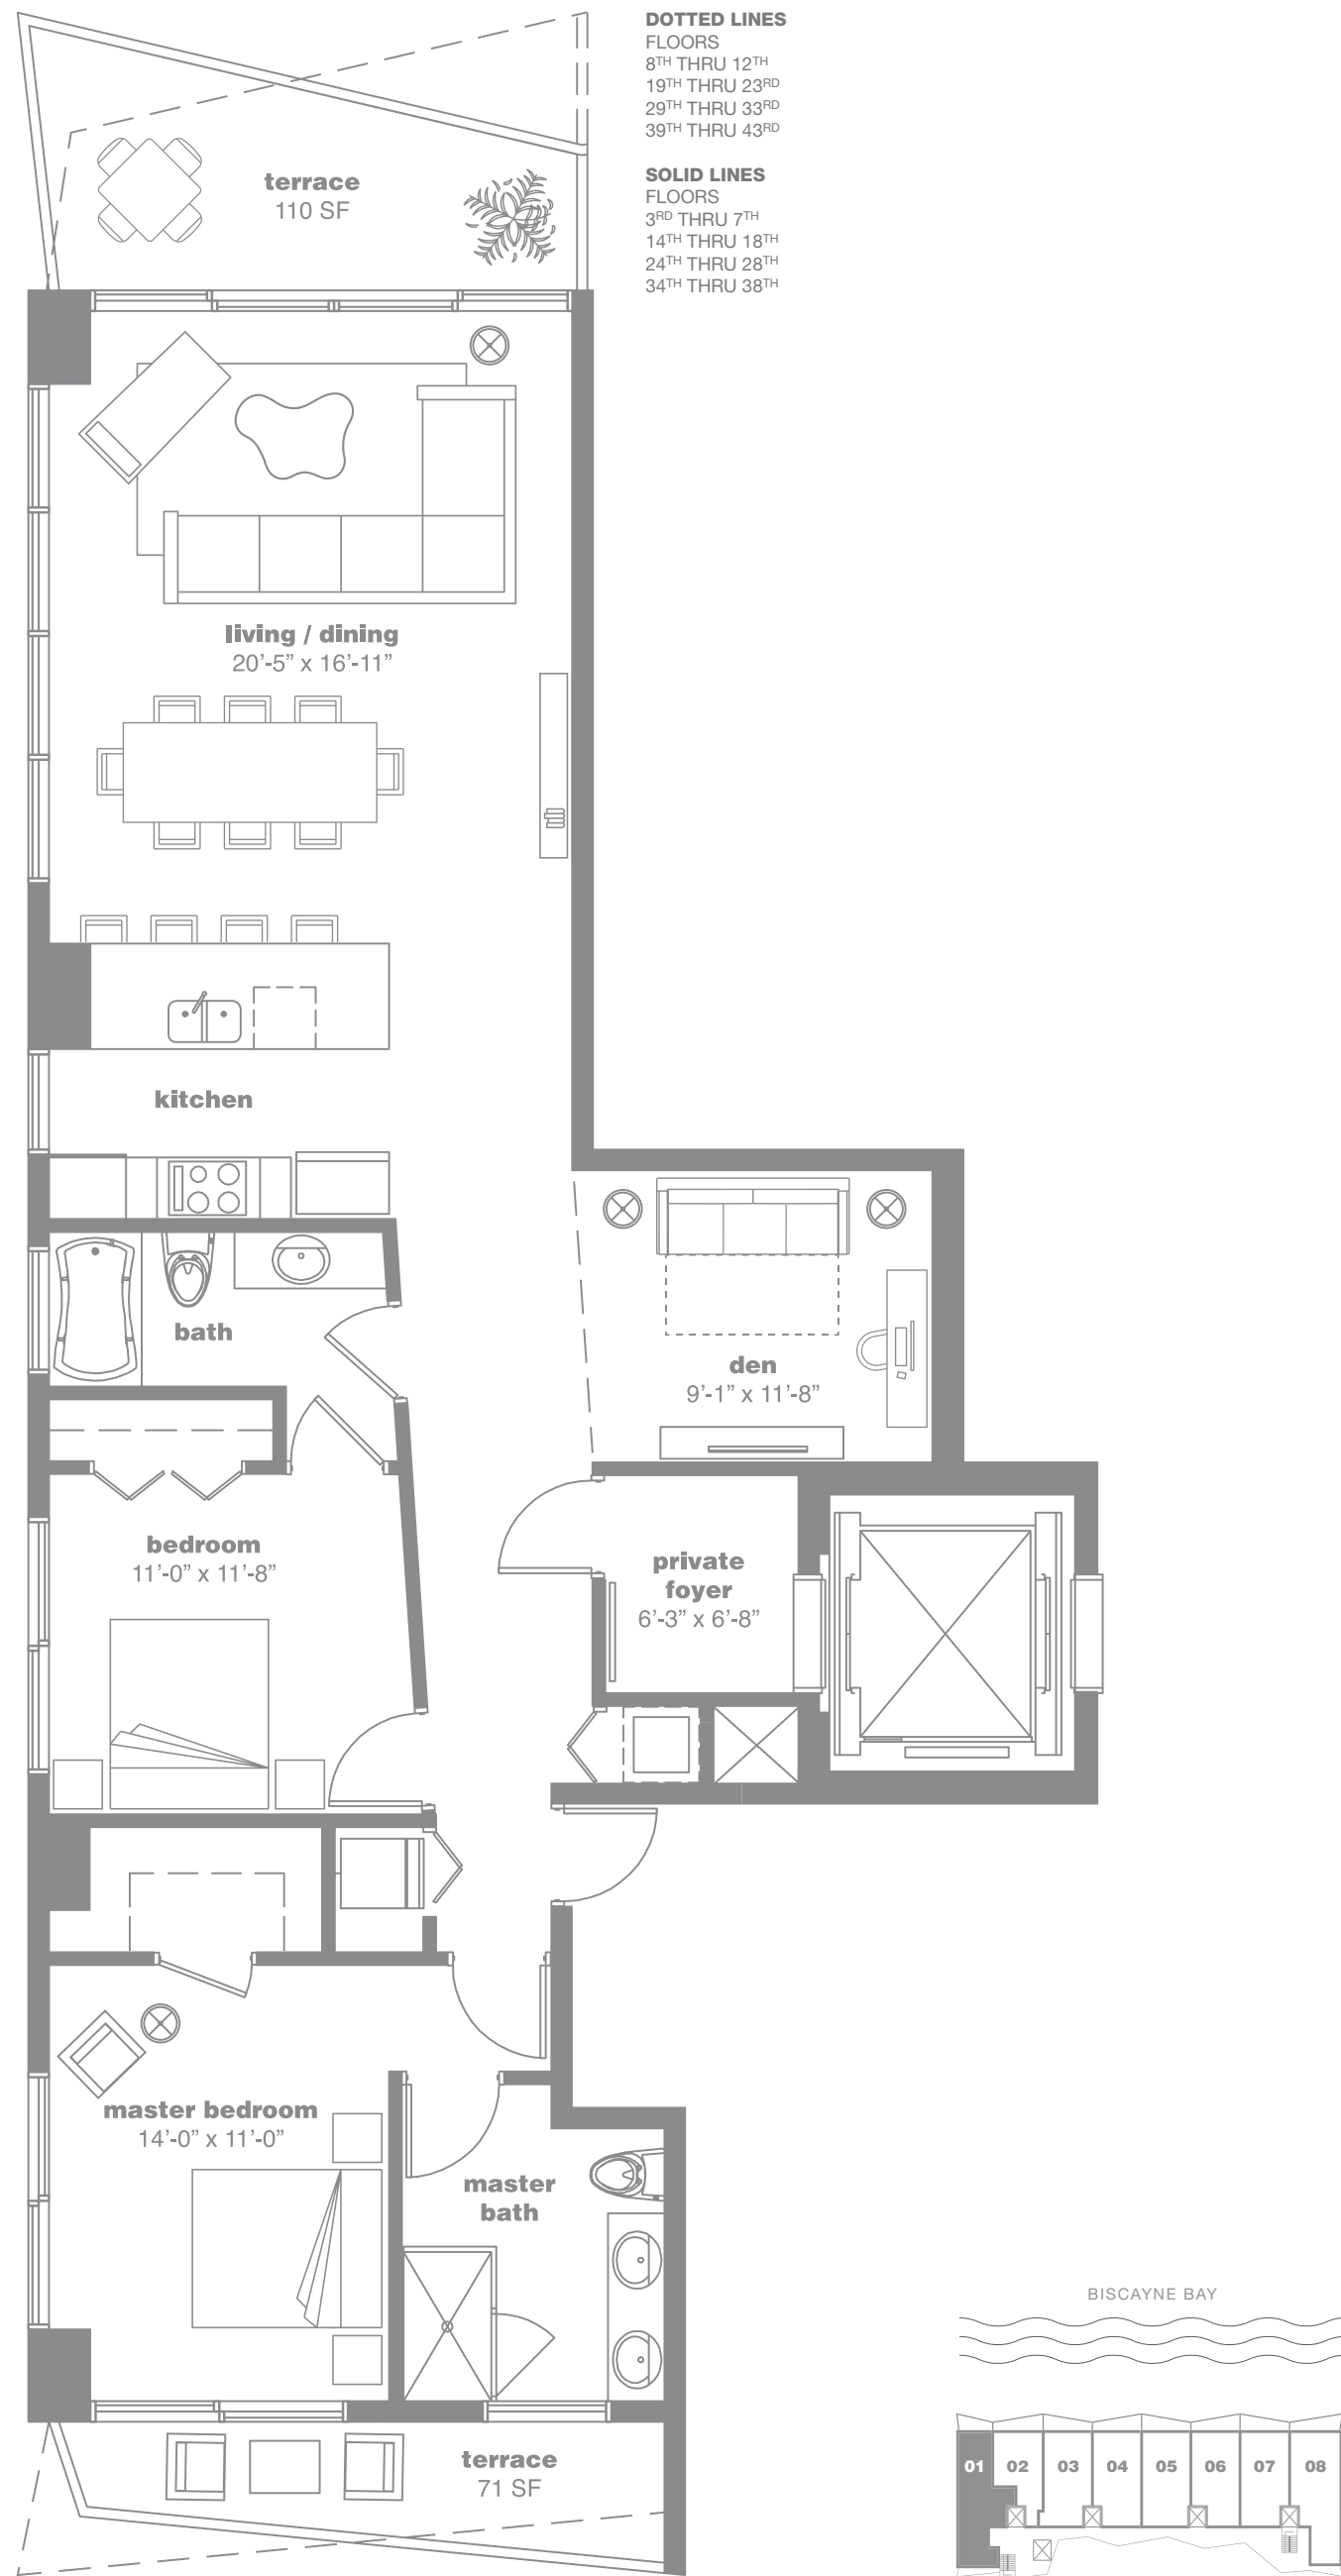 DOTTED LINES
FLOORS
8TH THRU 12TH
19TH THRU 23RD
29TH THRU 33RD
39TH THRU 43RD
SOLID LINES
FLOORS
3RD THRU 7TH
14TH THRU 18TH
24TH THRU 28TH
34TH THRU 38TH
terrace
110 SF
living / dining
20’-5” x 16’-11”
kitchen
bath
den
9’-1” x 11’-8”
bedroom
11’-0” x 11’-8”
private
foyer
6’-3” x 6’-8”
master bedroom
14’-0” x 11’-0”
master
bath
terrace
71 SF
BISCAYNE BAY
01 02 03 04 05 06 07 08